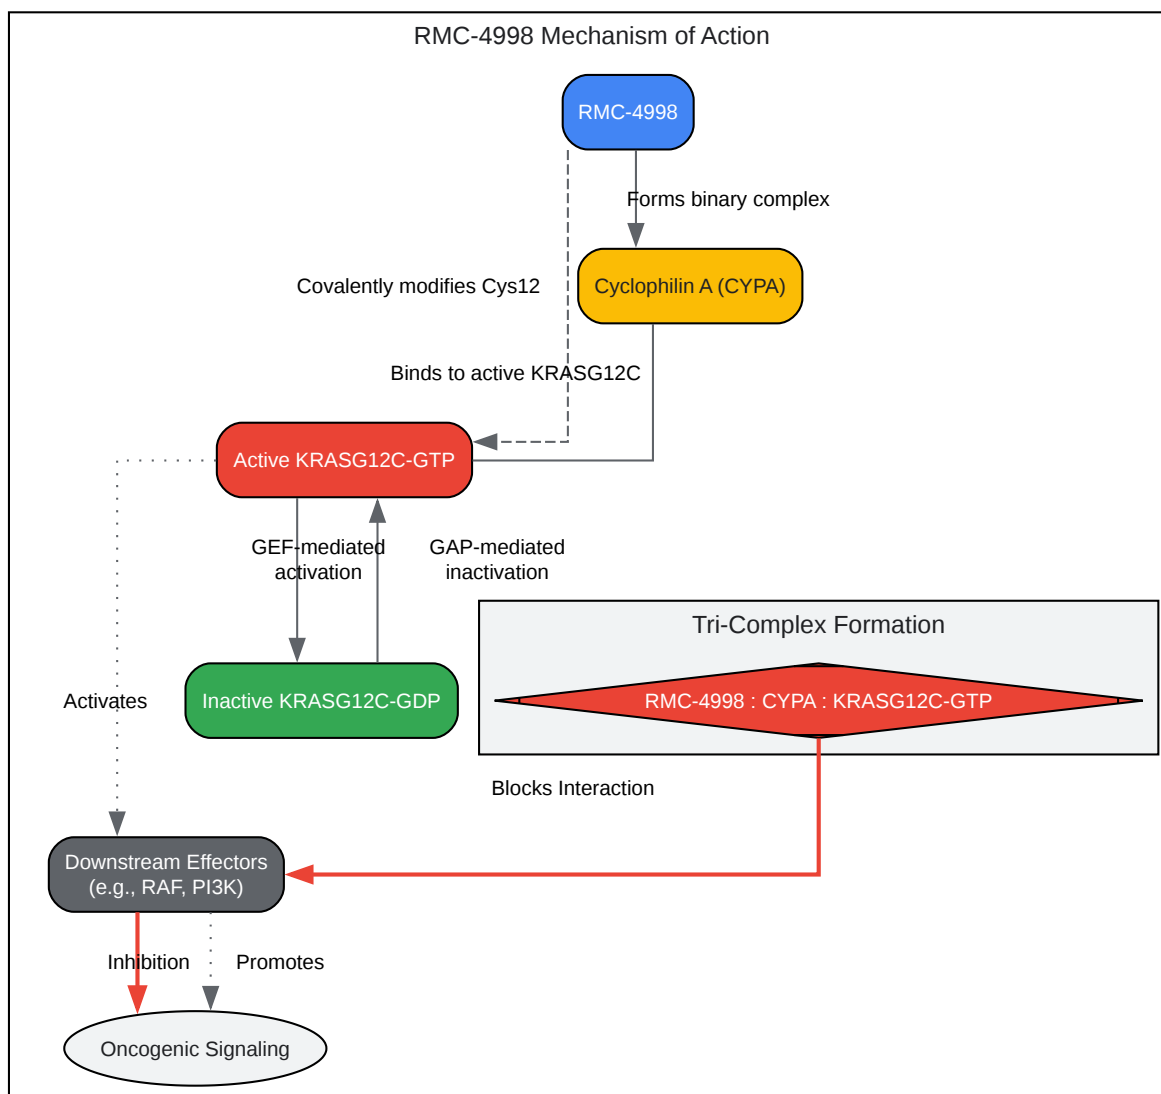 RMC-4998 Mechanism of Action
RMC-4998
Forms binary complex
Covalently modifies Cys12
Cyclophilin A (CYPA)
Binds to active KRASG12C
Active KRASG12C-GTP
GEF-mediated
activation
GAP-mediated
inactivation
Tri-Complex Formation
RMC-4998 : CYPA : KRASG12C-GTP
Activates
Inactive KRASG12C-GDP
Blocks Interaction
Downstream Effectors
(e.g., RAF, PI3K)
Inhibition
Promotes
Oncogenic Signaling